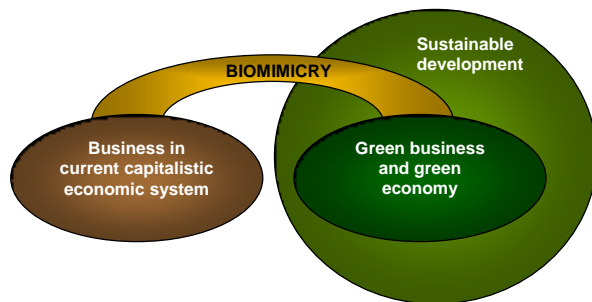 Sustainable
development
BIOMIMICRY
Business in
current capitalistic
economic system
Green business
and green
economy